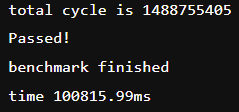 total cycle is 1488755405
Passed!
benchmark finished
time 100815.99ms